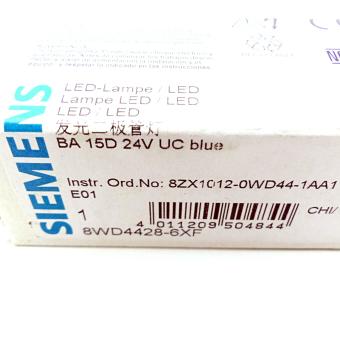 SIEMENS
LED-Lampe / LED
Lampe LED / LED
LED / LED
发光二极管灯
BA 15D 24V UC blue
Instr. Ord.No: 8ZX1012-0WD44-1AA1
E01
1
CHI/
4 011209 504844
8WD4428-6XF